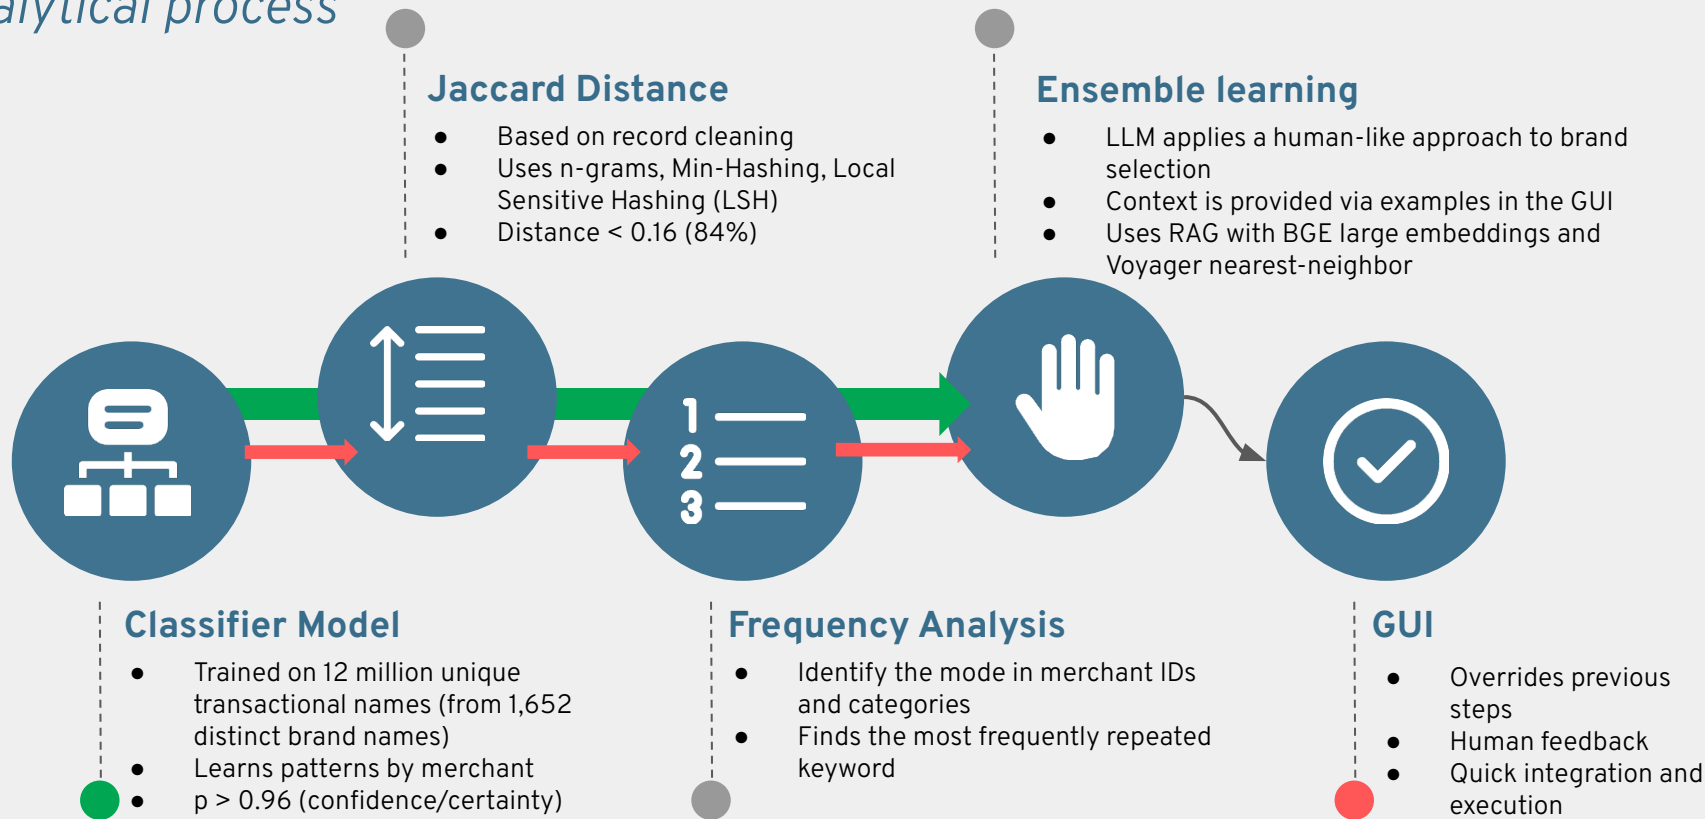 alytical process
Jaccard Distance
● Based on record cleaning
● Uses n-grams, Min-Hashing, Local
Sensitive Hashing (LSH)
● Distance < 0.16 (84%)
Ensemble learning
● LLM applies a human-like approach to brand
selection
● Context is provided via examples in the GUI
● Uses RAG with BGE large embeddings and
Voyager nearest-neighbor
1
2
3
Classifier Model
● Trained on 12 million unique
transactional names (from 1,652
distinct brand names)
● Learns patterns by merchant
● p > 0.96 (confidence/certainty)
Frequency Analysis
● Identify the mode in merchant IDs
and categories
● Finds the most frequently repeated
keyword
GUI
● Overrides previous
steps
● Human feedback
● Quick integration and
execution